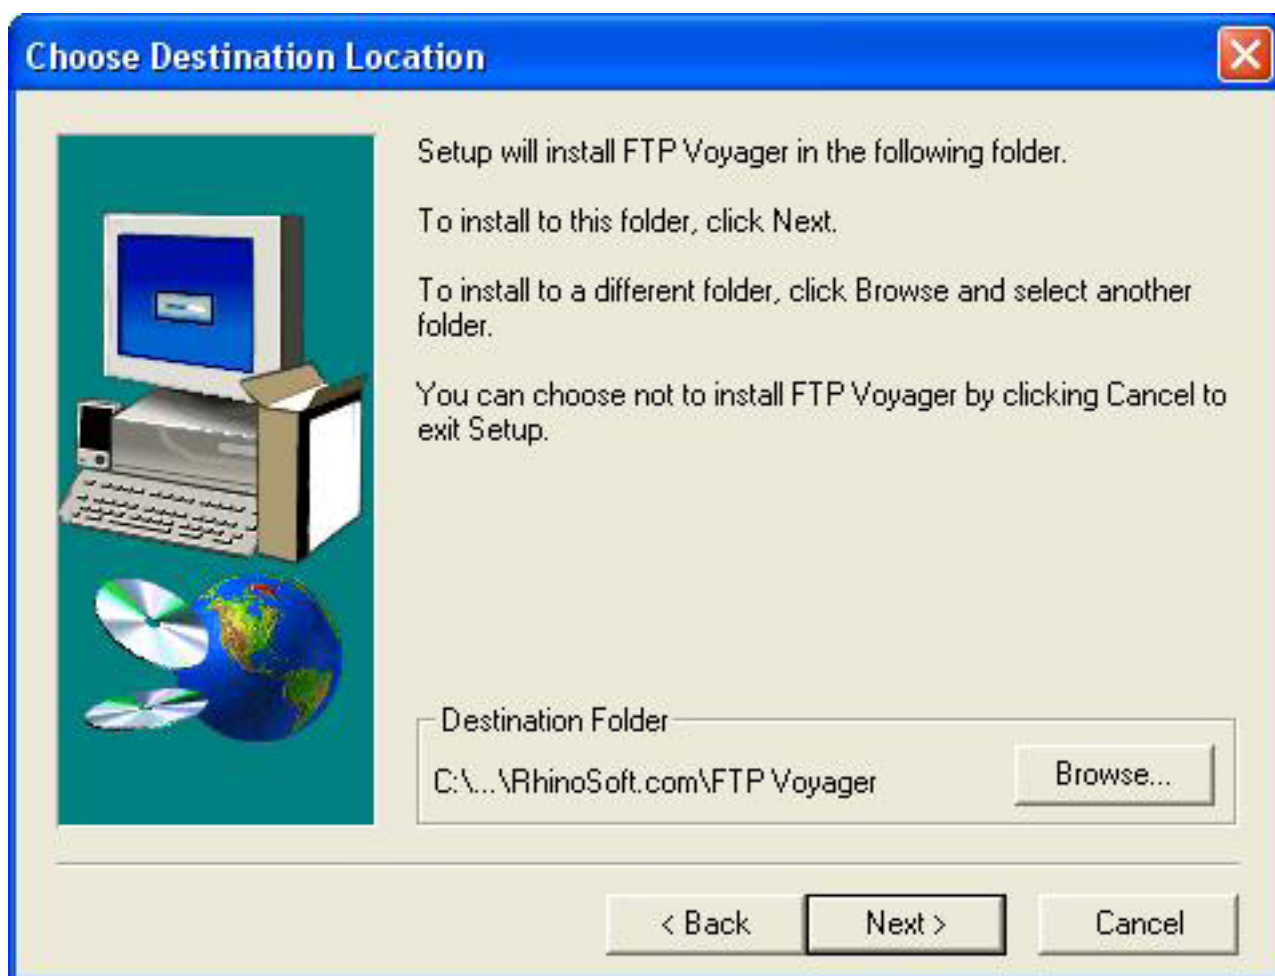 Choose Destination Location
Setup will install FTP Voyager in the following folder.
To install to this folder, click Next.
To install to a different folder, click Browse and select another
folder.
You can choose not to install FTP Voyager by clicking Cancel to
exit Setup.
Destination Folder
C:\...\RhinoSoft.com\FTP Voyager
Browse...
< Back
Next >
Cancel